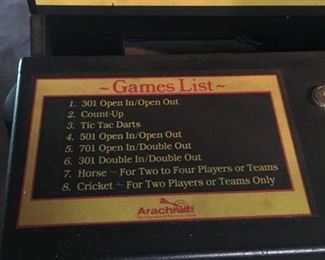 ~ Games List ~
1. 301 Open In/Open Out
2. Count-Up
3. Tic Tac Darts
4. 501 Open In/Open Out
5. 701 Open In/Double Out
6. 301 Double In/Double Out
7. Horse ~ For Two to Four Players or Teams
8. Cricket ~ For Two Players or Teams Only
Arachnid